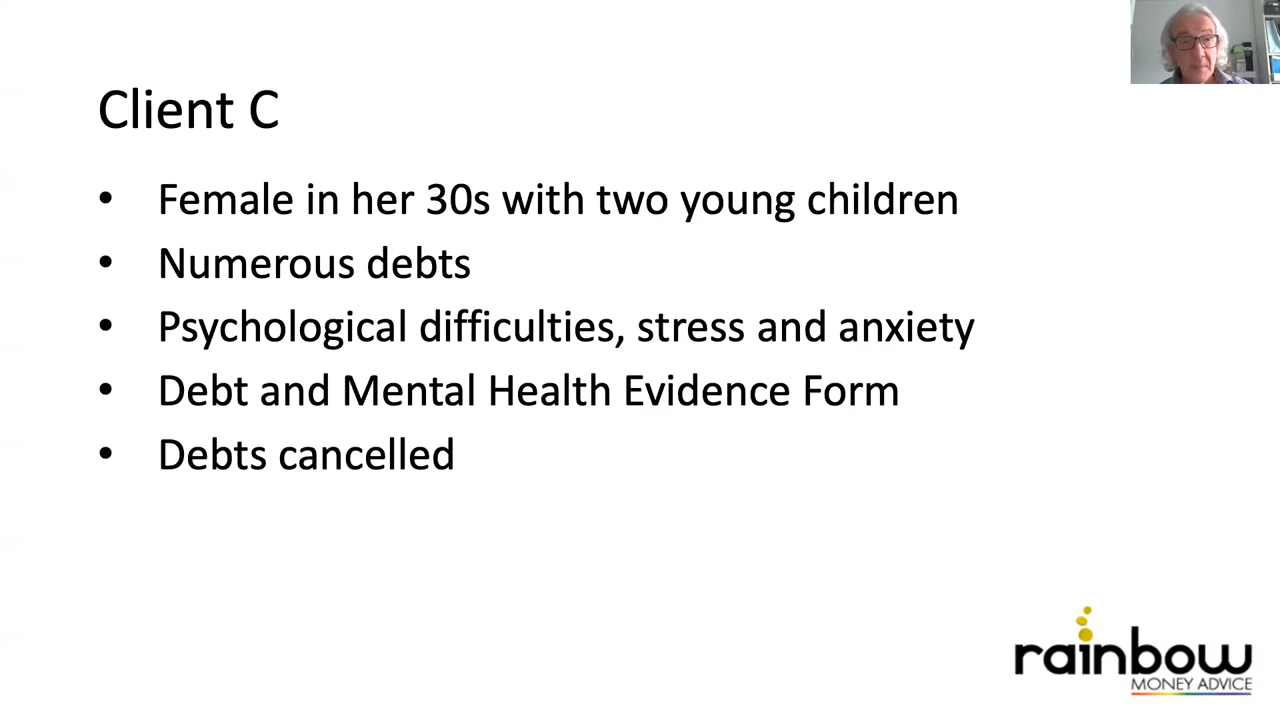 Client C
• Female in her 30s with two young children
• Numerous debts
• Psychological difficulties, stress and anxiety
• Debt and Mental Health Evidence Form
• Debts cancelled
rainbow
MONEY ADVICE